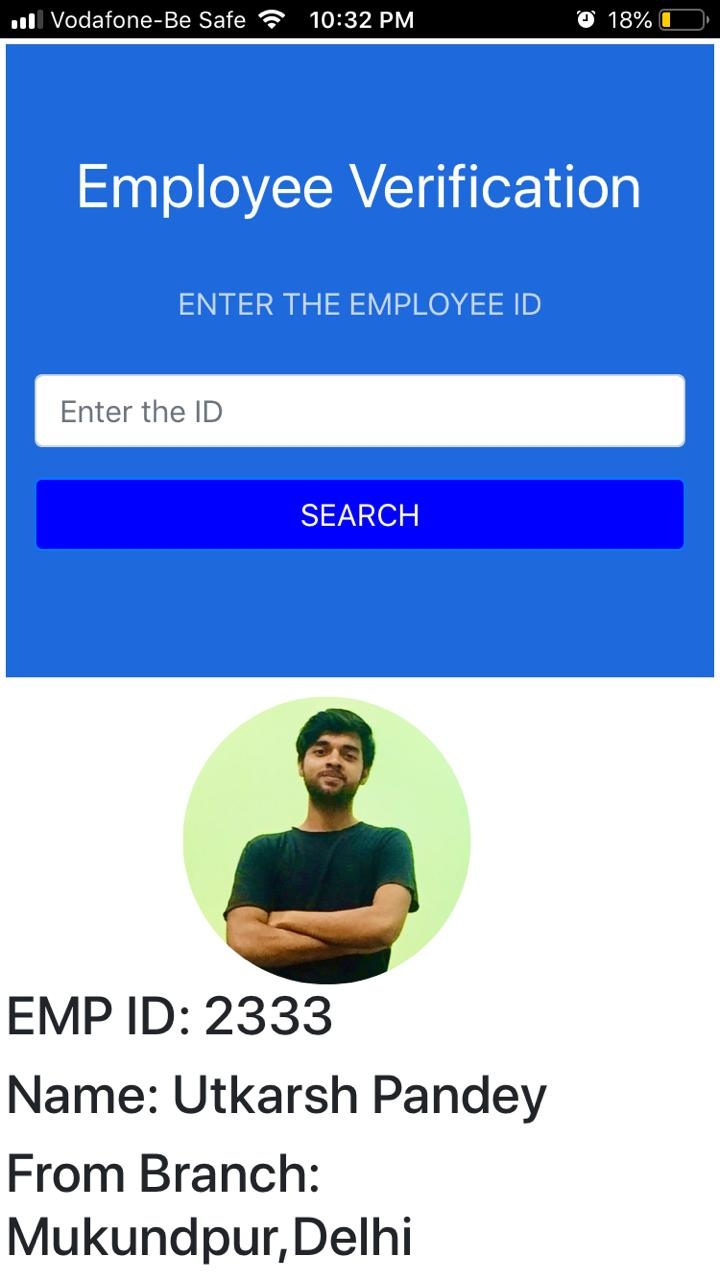 Vodafone-Be Safe 10:32 PM 18%
Employee Verification
ENTER THE EMPLOYEE ID
Enter the ID
SEARCH
EMP ID: 2333
Name: Utkarsh Pandey
From Branch:
Mukundpur,Delhi